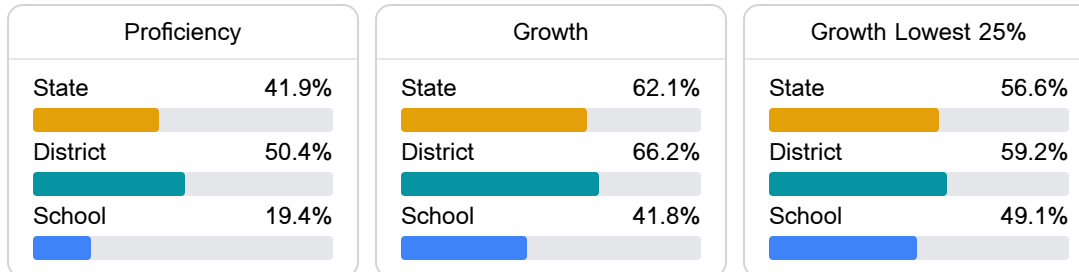 Proficiency
State 41.9%
District 50.4%
School 19.4%
Growth
State 62.1%
District 66.2%
School 41.8%
Growth Lowest 25%
State 56.6%
District 59.2%
School 49.1%